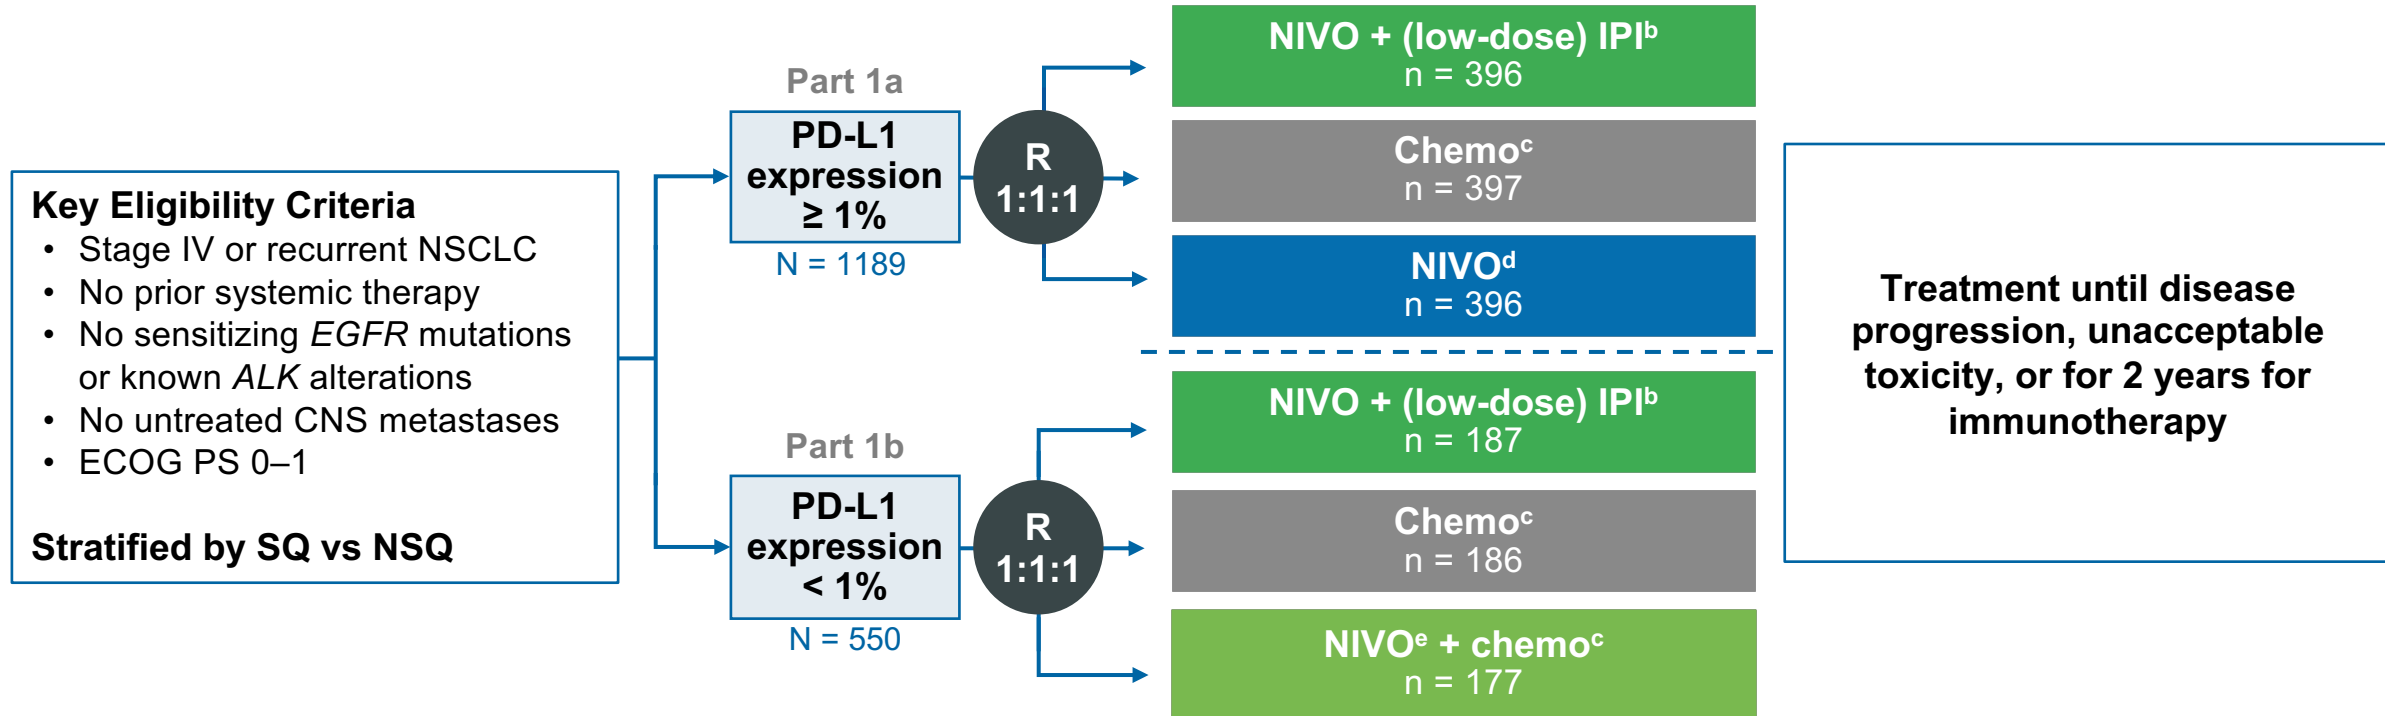 Key Eligibility Criteria
• Stage IV or recurrent NSCLC
• No prior systemic therapy
• No sensitizing EGFR mutations
or known ALK alterations
• No untreated CNS metastases
• ECOG PS 0–1
Stratified by SQ vs NSQ
Part 1a
PD-L1
expression
≥ 1%
N = 1189
R
1:1:1
NIVO + (low-dose) IPIᵇ
n = 396
Chemoᶜ
n = 397
NIVOᵈ
n = 396
Part 1b
PD-L1
expression
< 1%
N = 550
R
1:1:1
NIVO + (low-dose) IPIᵇ
n = 187
Chemoᶜ
n = 186
NIVOᵉ + chemoᶜ
n = 177
Treatment until disease
progression, unacceptable
toxicity, or for 2 years for
immunotherapy